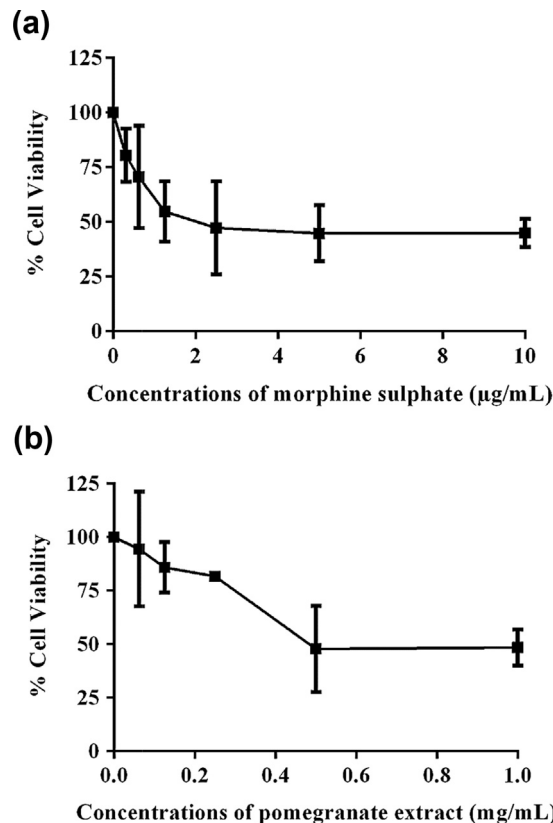 (a)
125
100
75
50
25
0
% Cell Viability
0 2 4 6 8 10
Concentrations of morphine sulphate (µg/mL)
(b)
125
100
75
50
25
0
% Cell Viability
0.0 0.2 0.4 0.6 0.8 1.0
Concentrations of pomegranate extract (mg/mL)